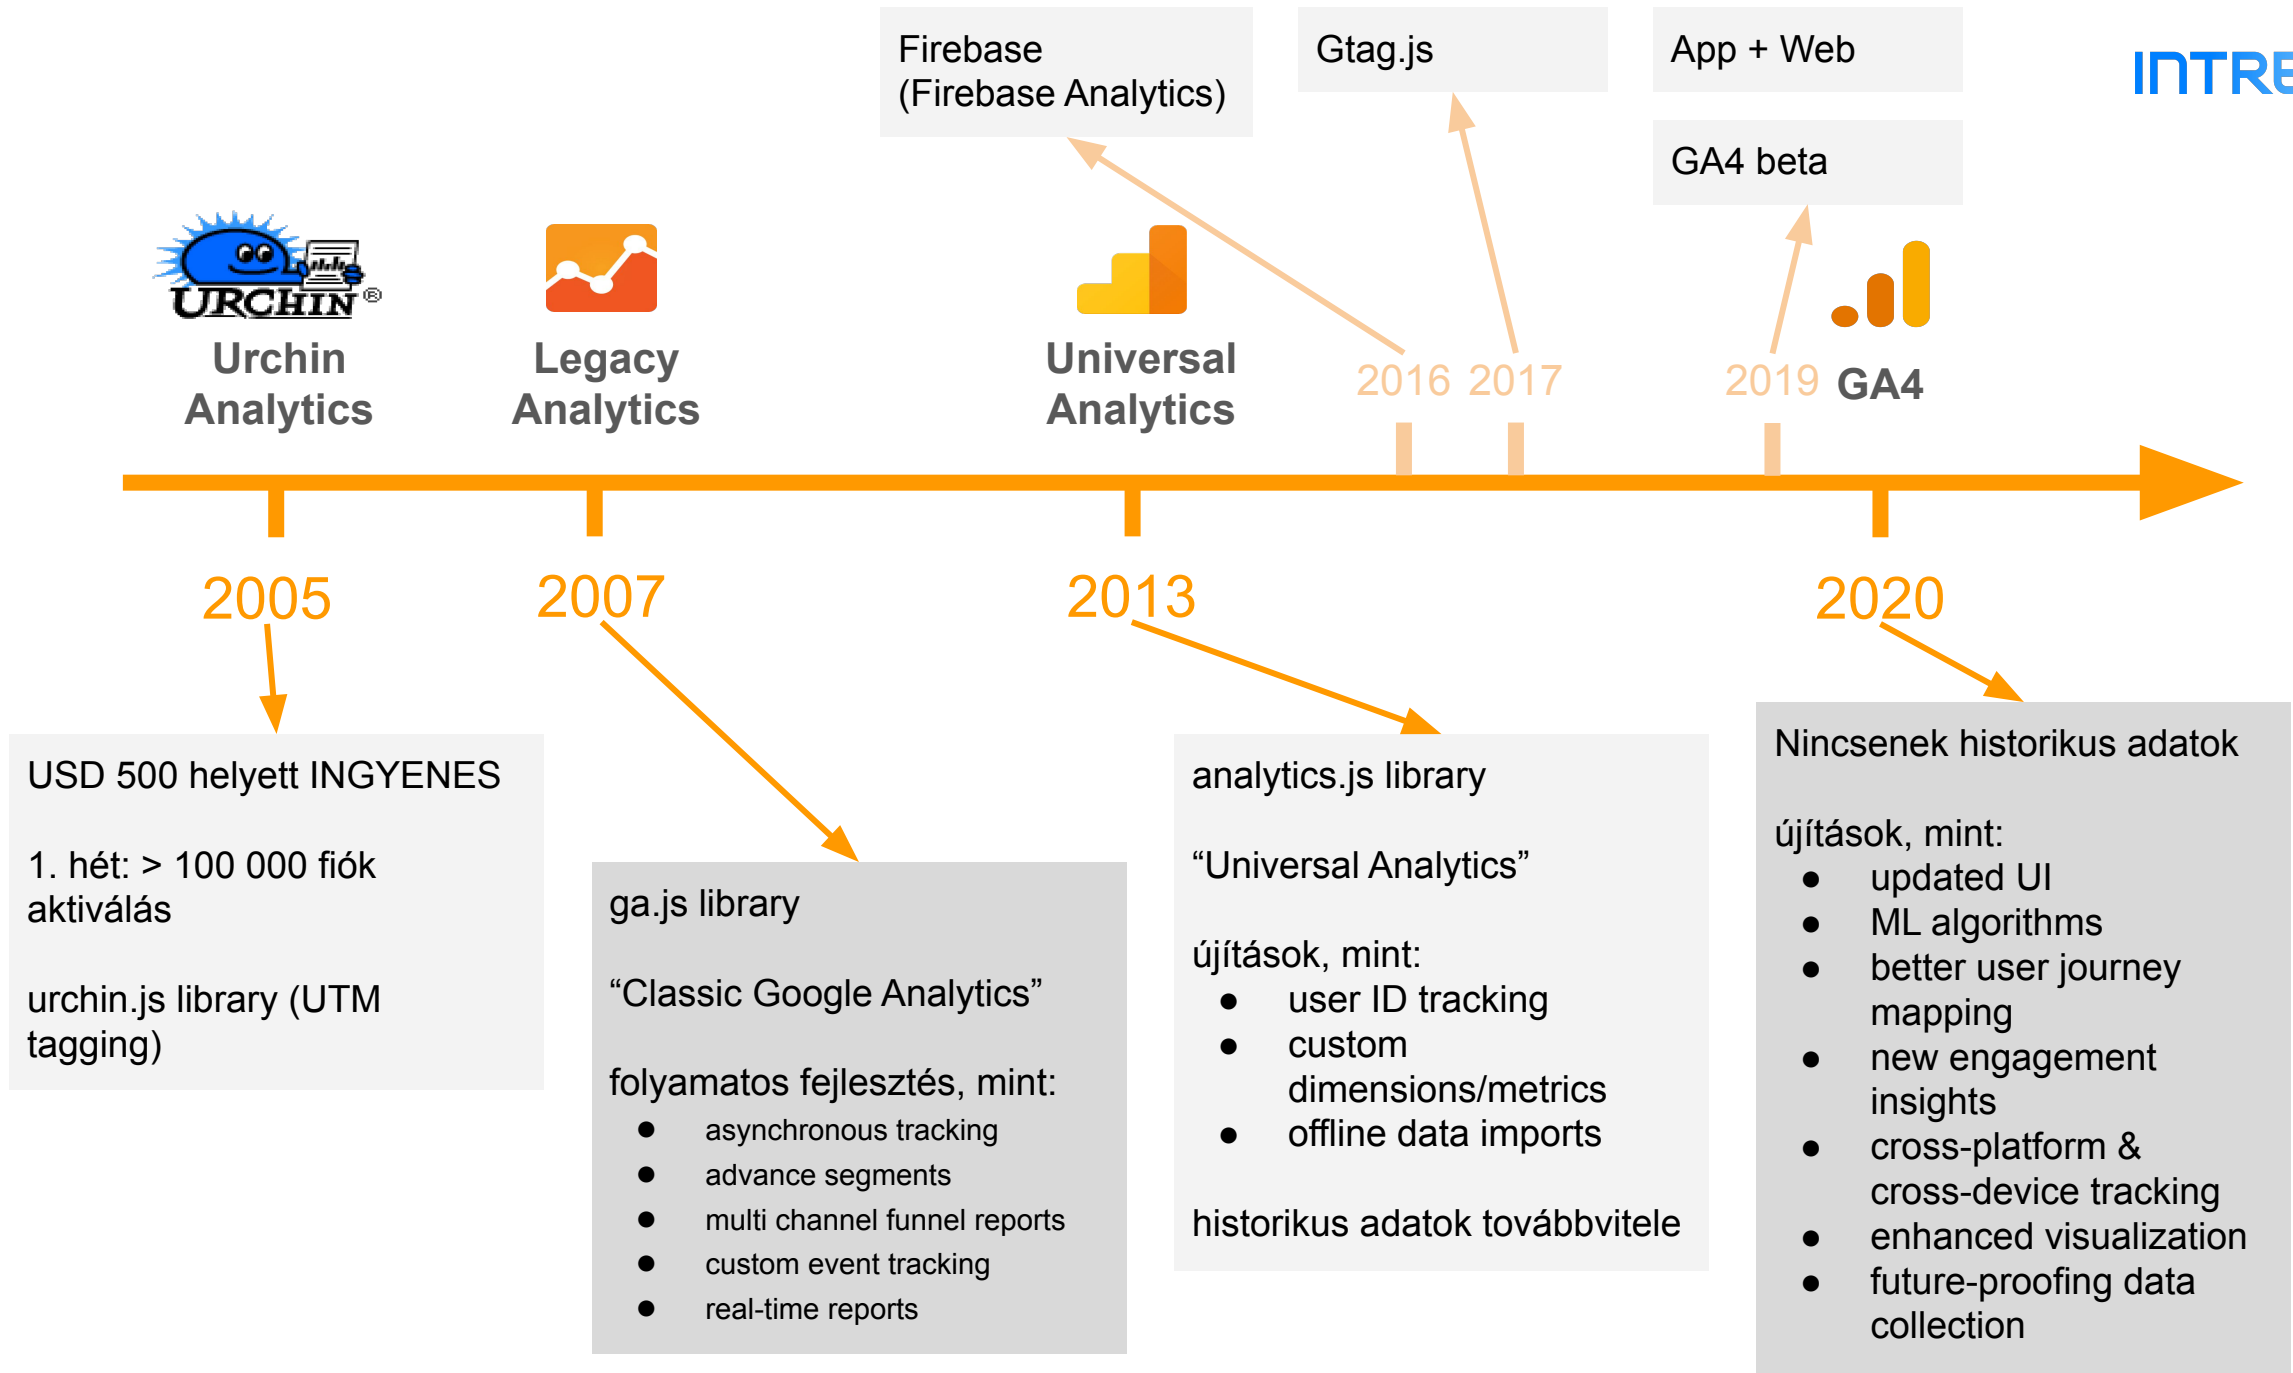 Firebase
(Firebase Analytics)
Gtag.js
App + Web
GA4 beta
URCHIN®
Urchin
Analytics
Legacy
Analytics
Universal
Analytics
2016
2017
2019
GA4
2005
2007
2013
2020
USD 500 helyett INGYENES
1. hét: > 100 000 fiók
aktiválás
urchin.js library (UTM
tagging)
ga.js library
“Classic Google Analytics”
folyamatos fejlesztés, mint:
● asynchronous tracking
● advance segments
● multi channel funnel reports
● custom event tracking
● real-time reports
analytics.js library
“Universal Analytics”
újítások, mint:
● user ID tracking
● custom
dimensions/metrics
● offline data imports
historikus adatok továbbvitele
Nincsenek historikus adatok
újítások, mint:
● updated UI
● ML algorithms
● better user journey
mapping
● new engagement
insights
● cross-platform &
cross-device tracking
● enhanced visualization
● future-proofing data
collection